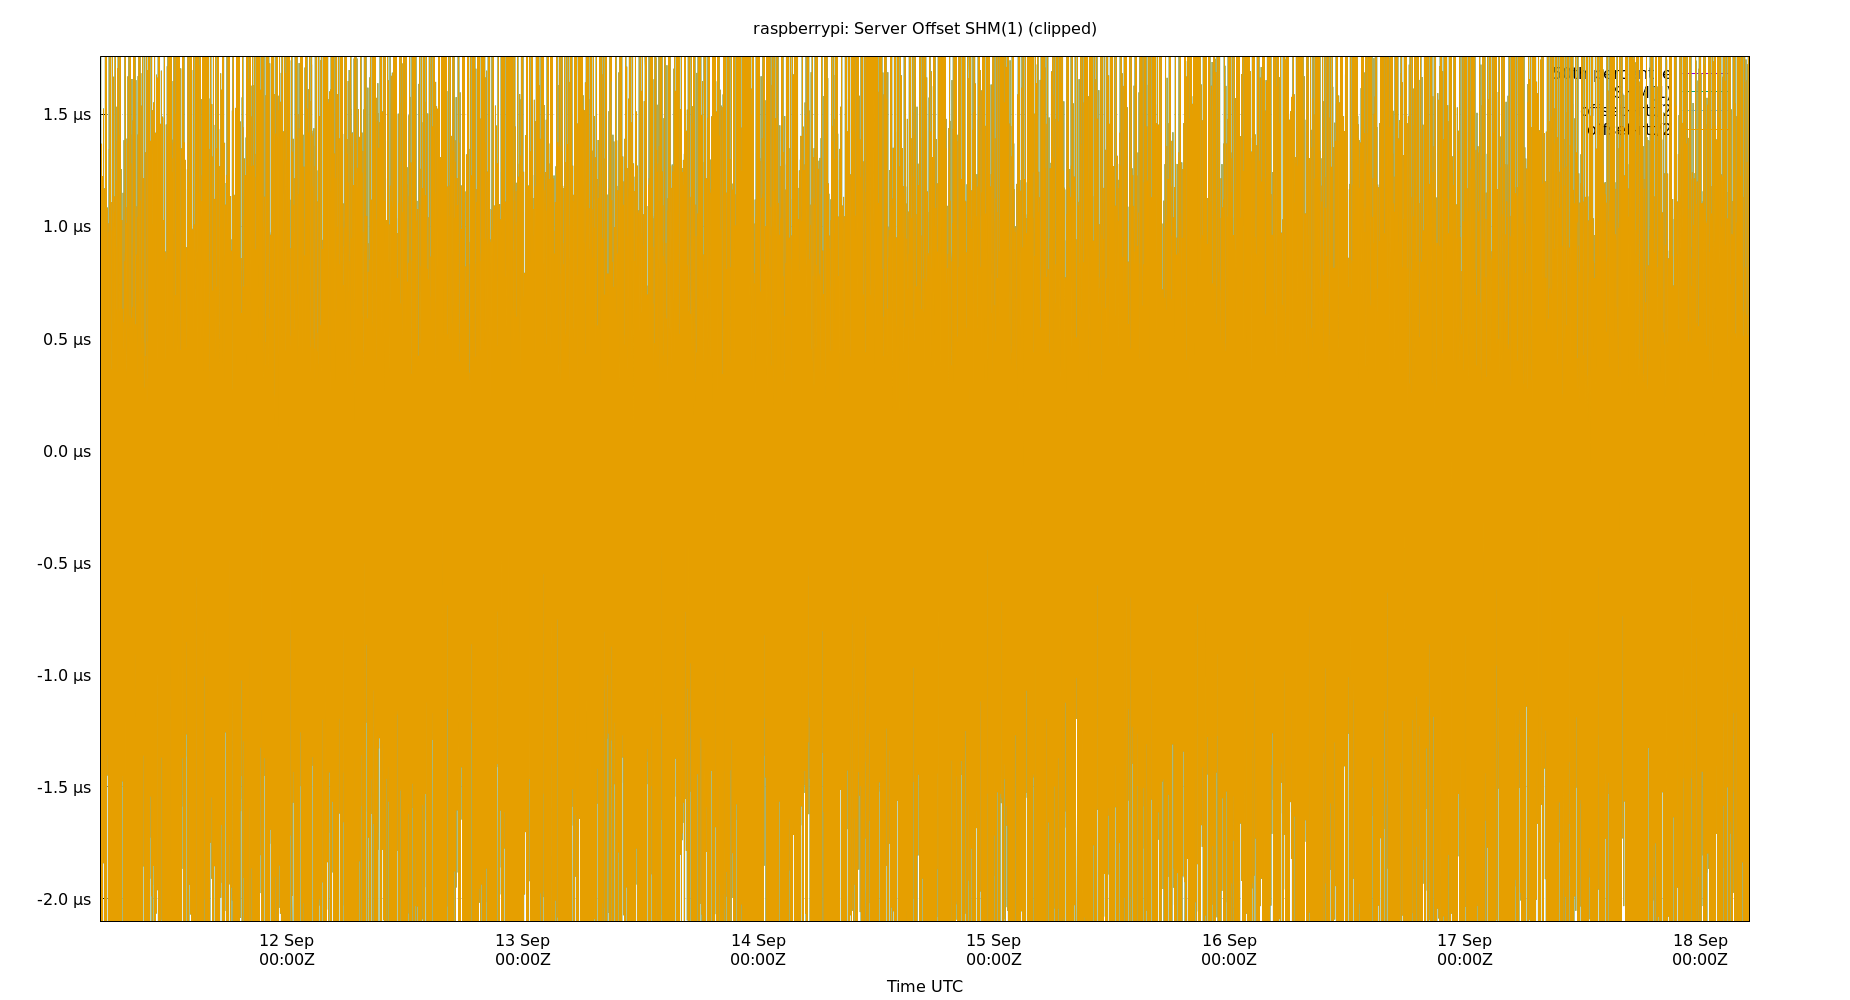 raspberrypi: Server Offset SHM(1) (clipped)
1.5 µs
1.0 µs
0.5 µs
0.0 µs
-0.5 µs
-1.0 µs
-1.5 µs
-2.0 µs
12 Sep 13 Sep 14 Sep 15 Sep 16 Sep 17 Sep 18 Sep
00:00Z 00:00Z 00:00Z 00:00Z 00:00Z 00:00Z 00:00Z
Time UTC